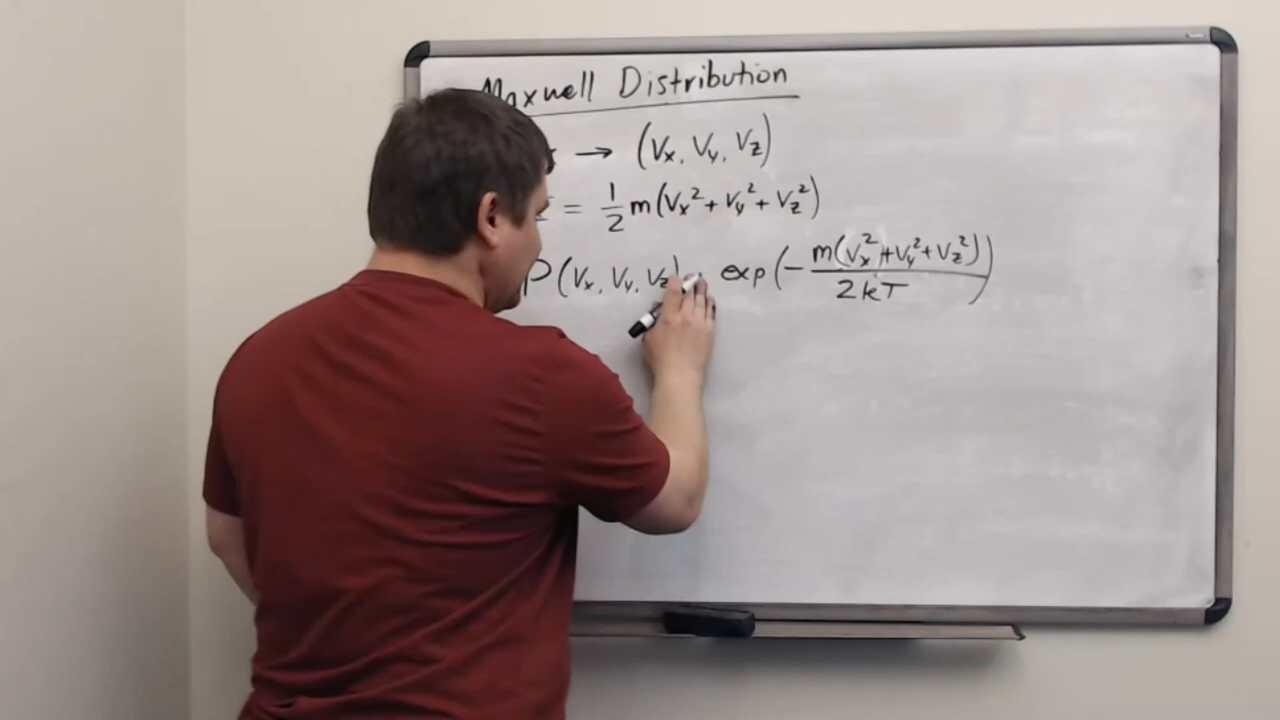 Maxwell Distribution
→ (Vx, Vy, Vz)
= 1/2 m(Vx² + Vy² + Vz²)
P(Vx, Vy, Vz) exp(- m(Vx² + Vy² + Vz²) / 2kT)